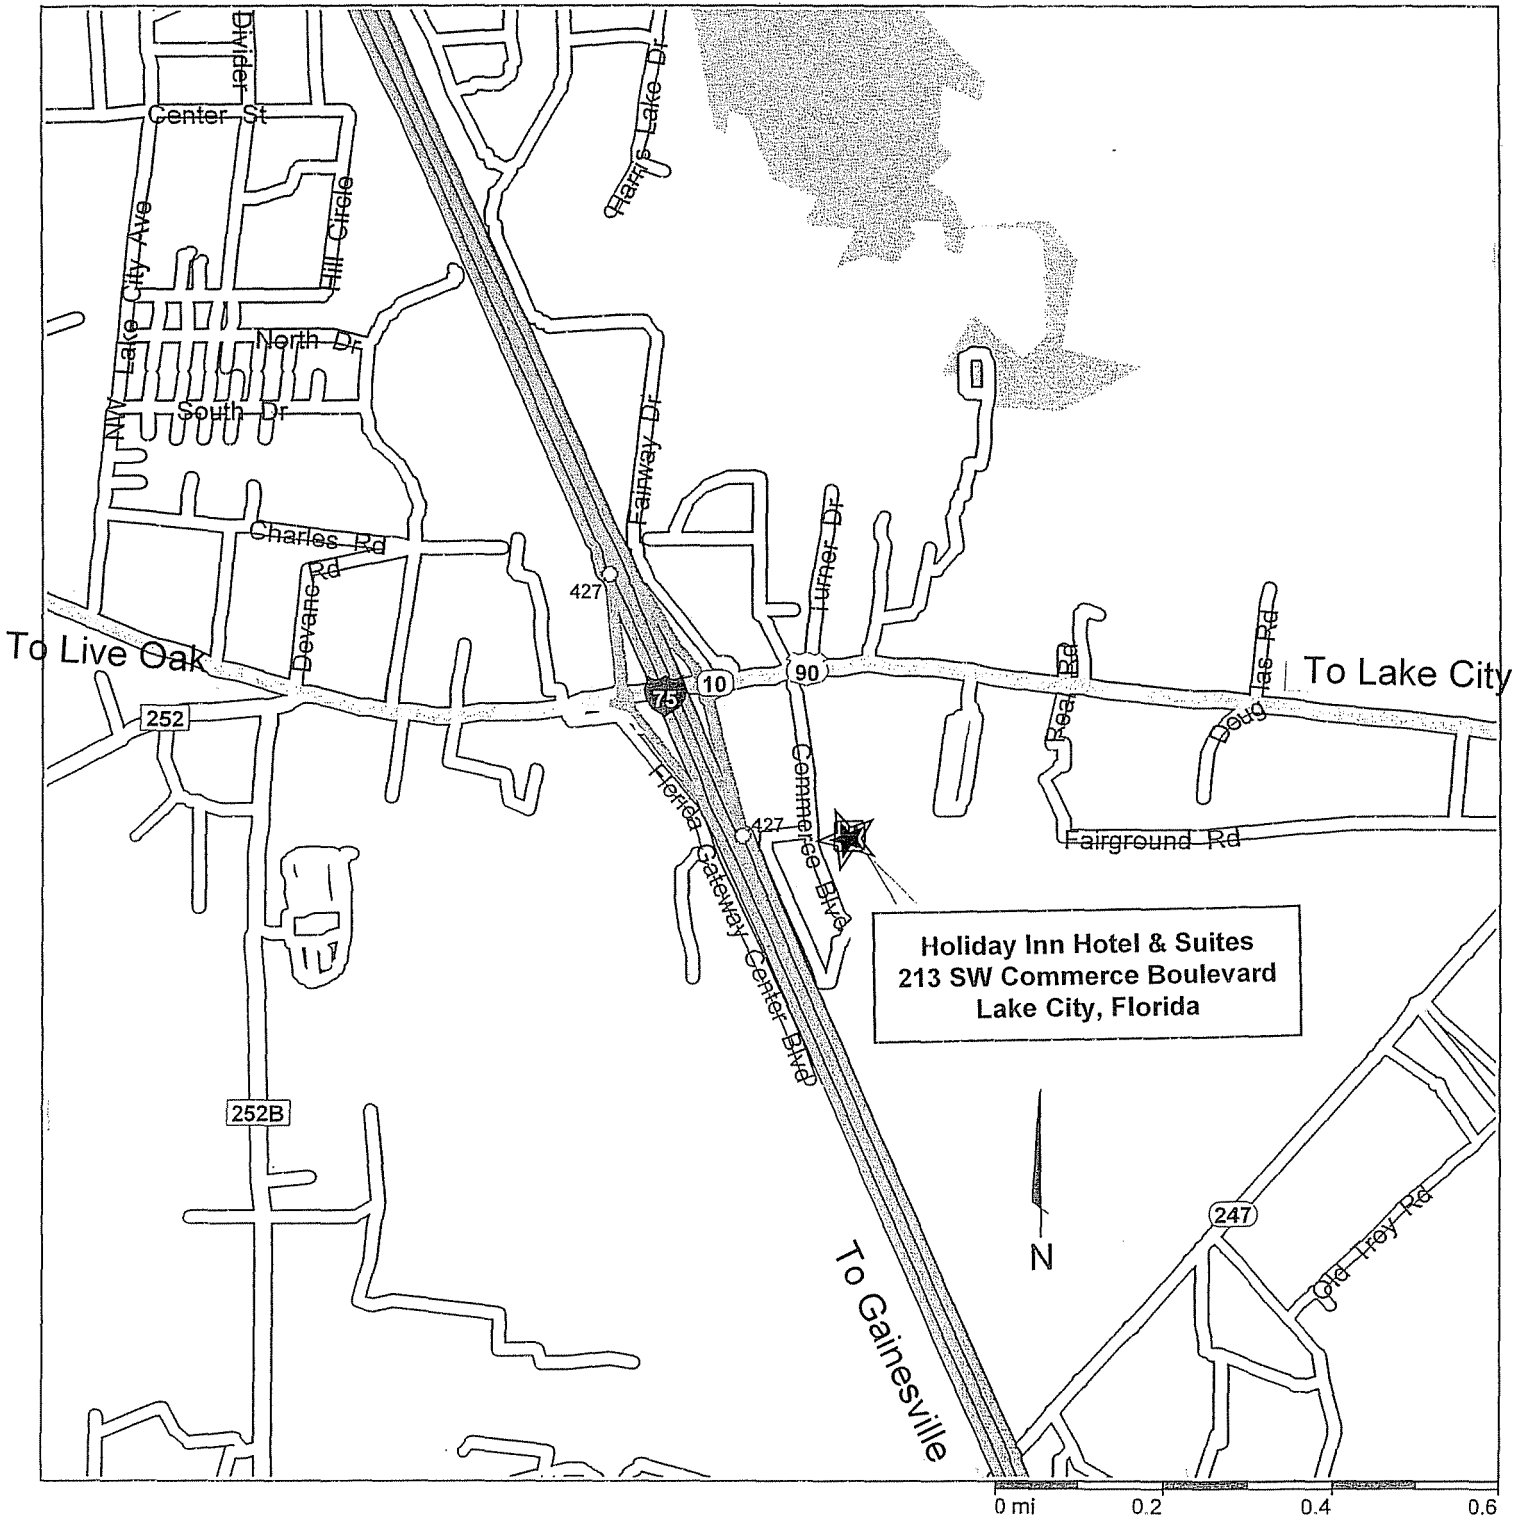 Divider
Center St
Harris Lake Dr
Hill Circle
NW Lake City Ave
North Dr
South Dr
Fairway Dr
Charles Rd
Turner Dr
Devane Rd
427
To Live Oak
To Lake City
Douglas Rd
Real Rd
252
75
10
90
Florida Gateway Center Blvd
427
Commerce Blvd
Fairground Rd
Holiday Inn Hotel & Suites
213 SW Commerce Boulevard
Lake City, Florida
252B
N
247
Old Troy Rd
To Gainesville
0 mi 0.2 0.4 0.6